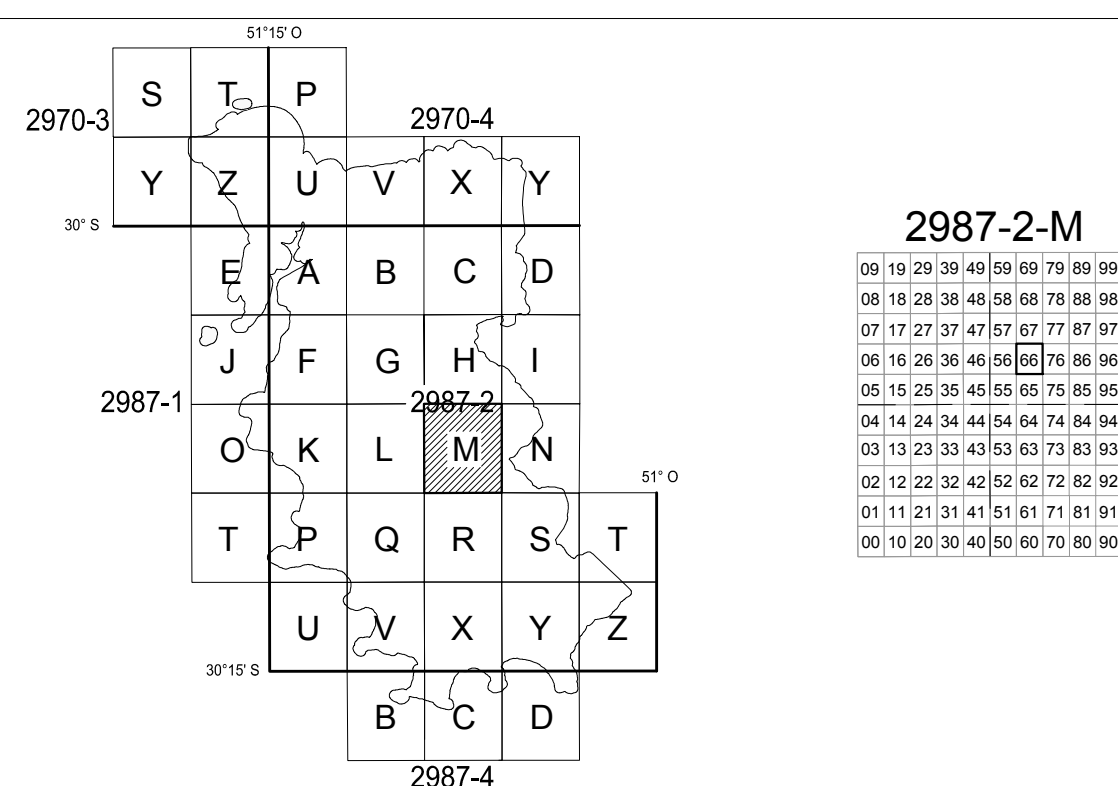 51°15' O
S T P
2970-3 2970-4
Y Z U V X Y
30° S
E A B C D
J F G H I
2987-1 2987-2
O K L M N
51° O
T P Q R S T
U V X Y Z
30°15' S
B C D
2987-4
2987-2-M
09 19 29 39 49 59 69 79 89 99
08 18 28 38 48 58 68 78 88 98
07 17 27 37 47 57 67 77 87 97
06 16 26 36 46 56 66 76 86 96
05 15 25 35 45 55 65 75 85 95
04 14 24 34 44 54 64 74 84 94
03 13 23 33 43 53 63 73 83 93
02 12 22 32 42 52 62 72 82 92
01 11 21 31 41 51 61 71 81 91
00 10 20 30 40 50 60 70 80 90